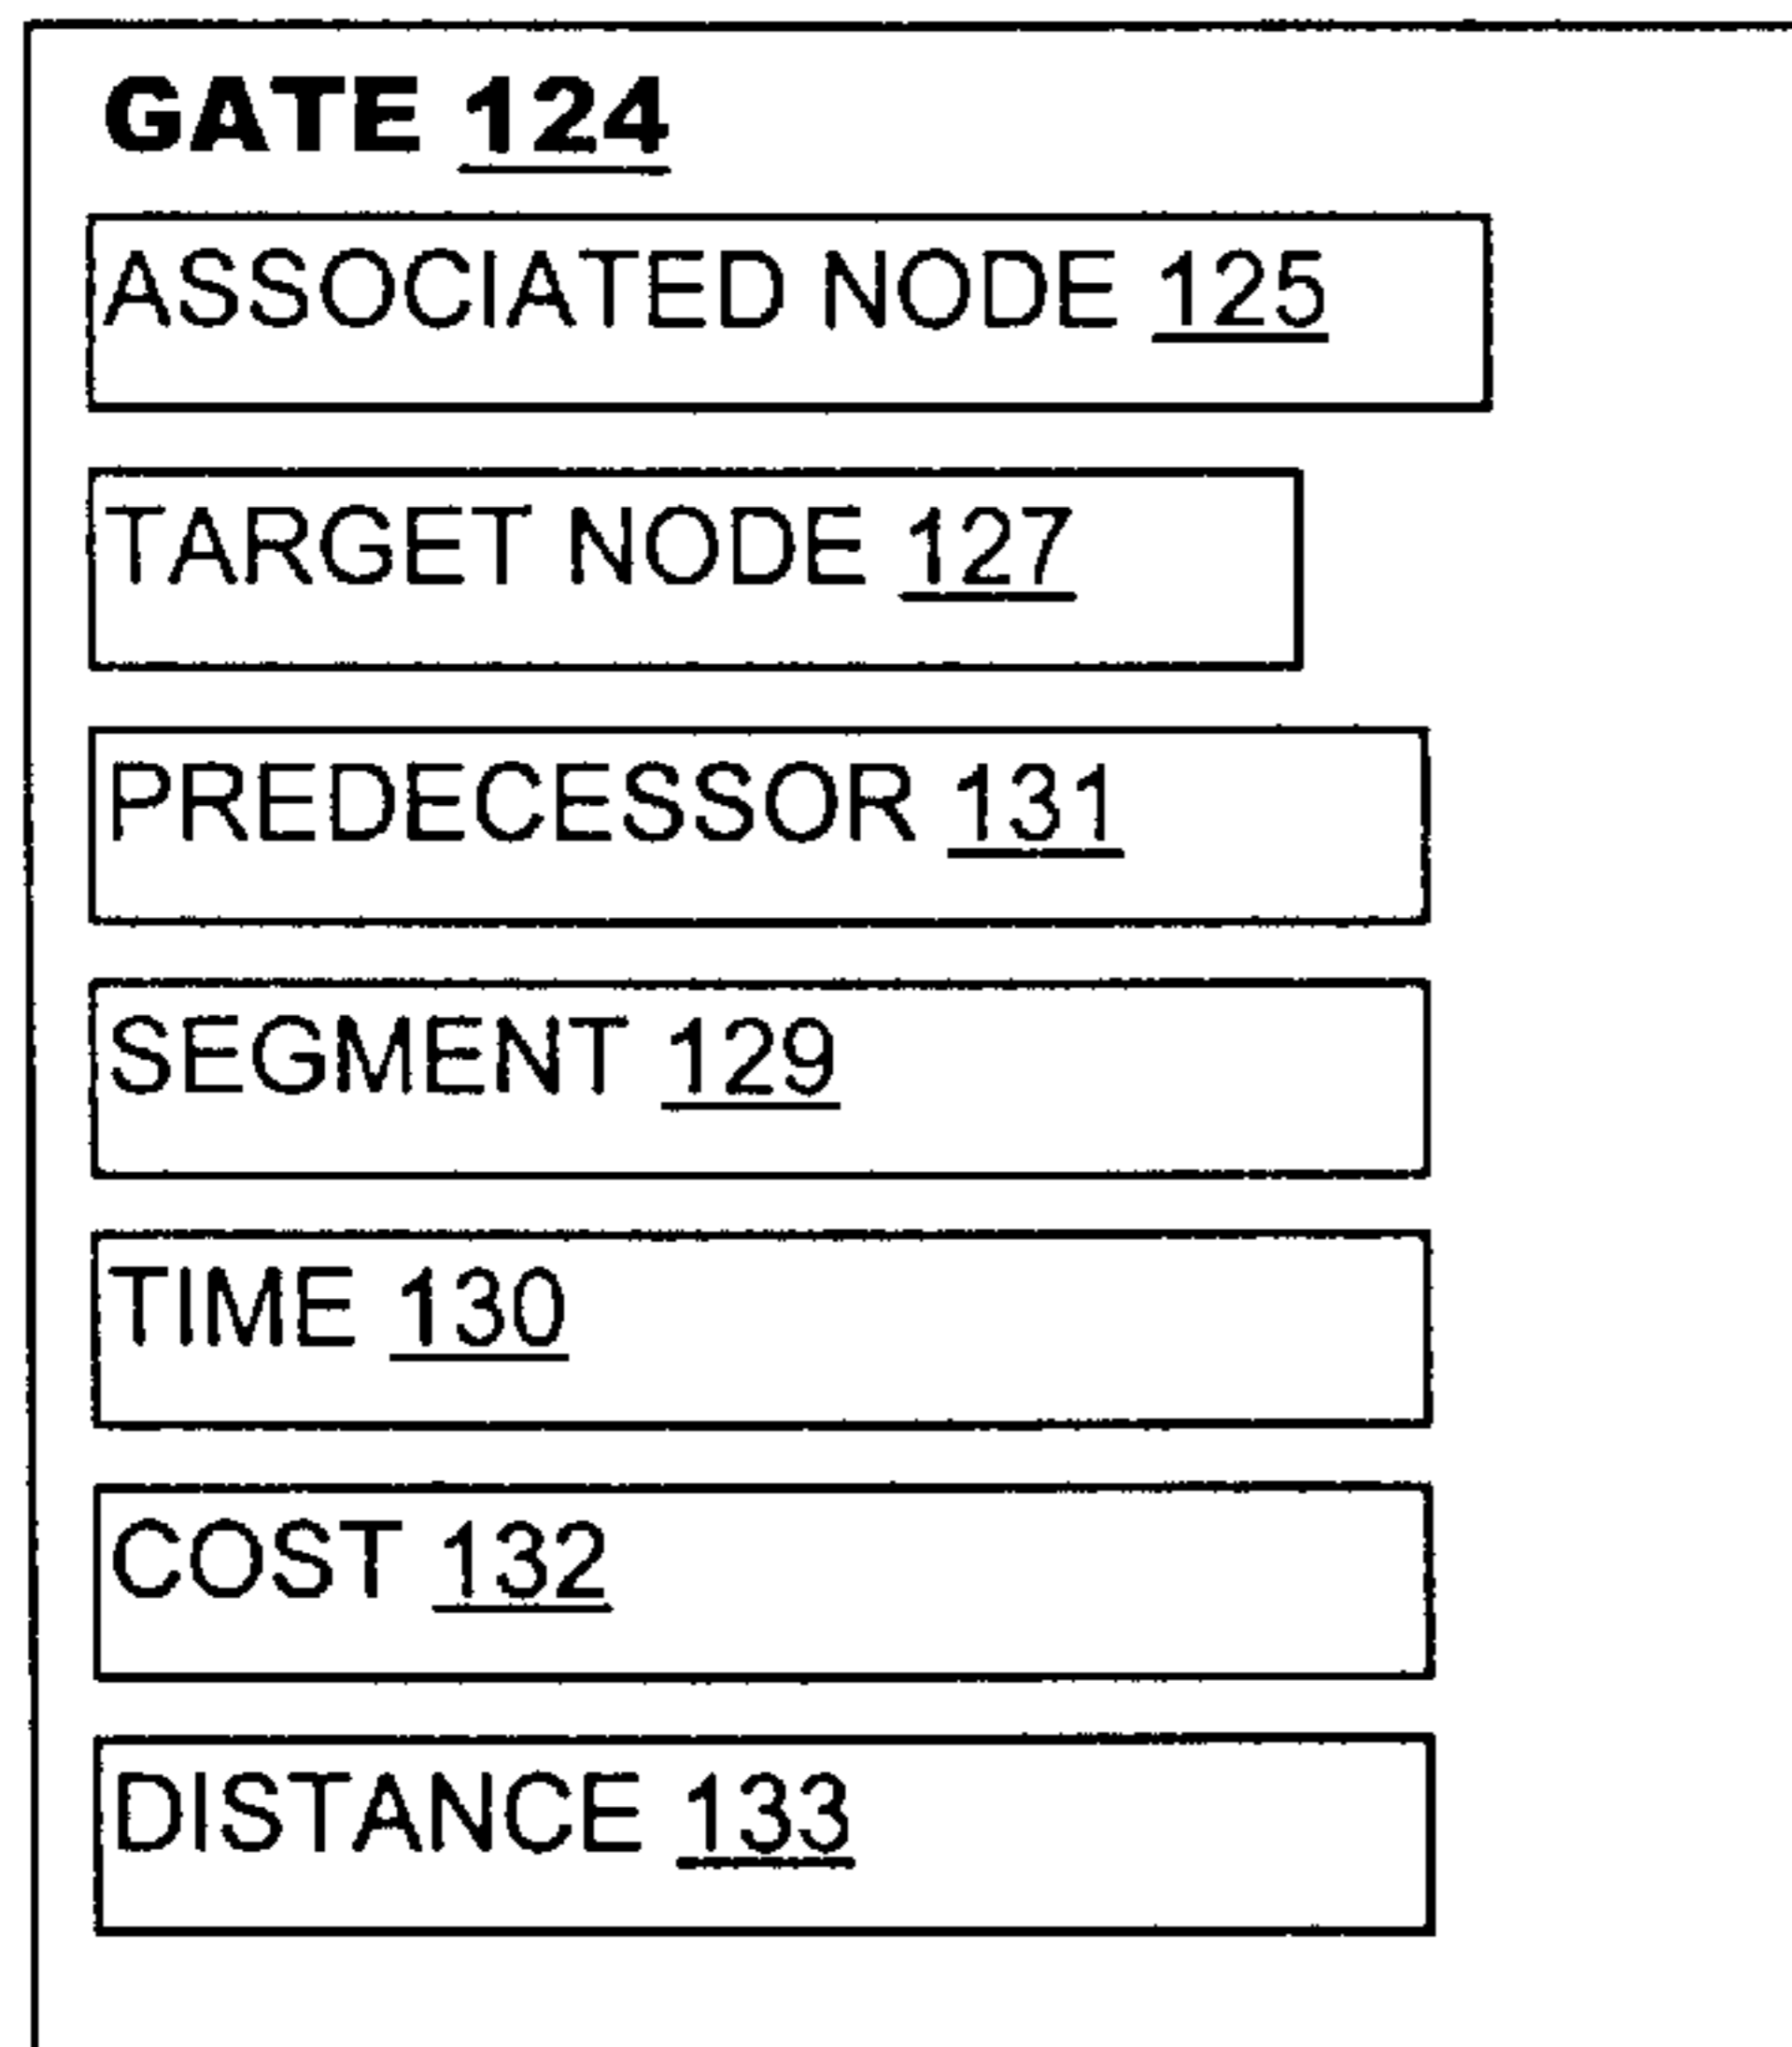 GATE 124
ASSOCIATED NODE 125
TARGET NODE 127
PREDECESSOR 131
SEGMENT 129
TIME 130
COST 132
DISTANCE 133